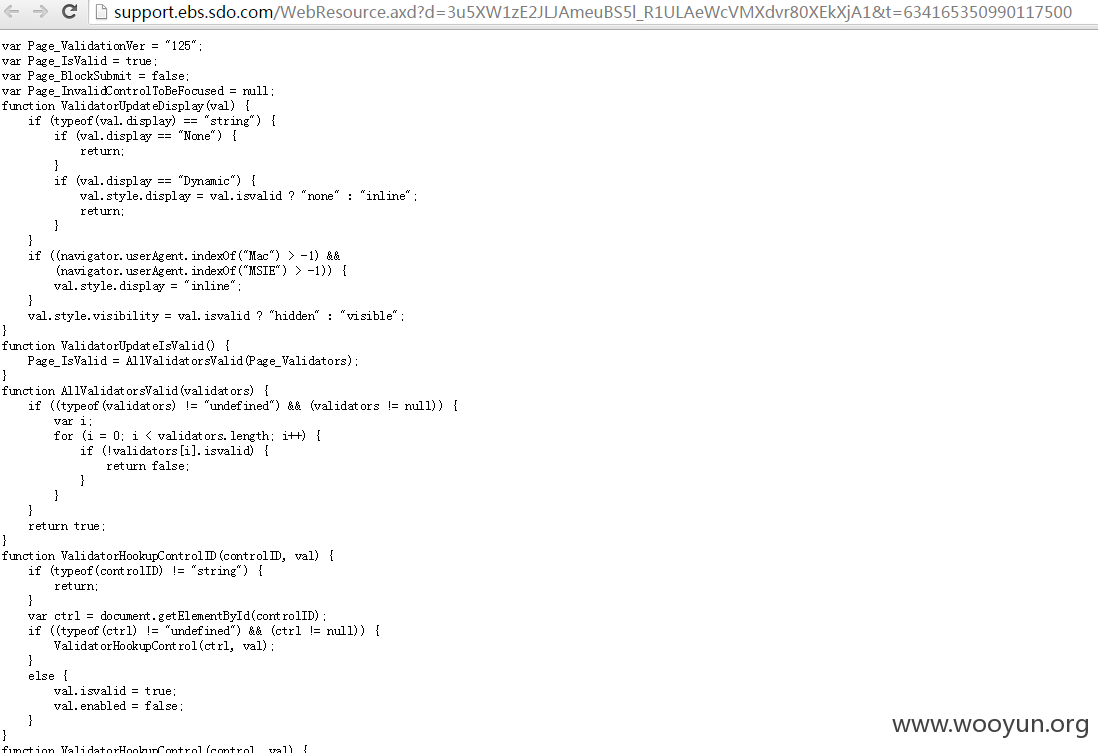 support.ebs.sdo.com/WebResource.axd?d=3u5XW1zE2JLJAmeuBS5l_R1ULAeWcVMXdvr80XEkXjA1&t=634165350990117500
var Page_ValidationVer = "125";
var Page_IsValid = true;
var Page_BlockSubmit = false;
var Page_InvalidControlToBeFocused = null;
function ValidatorUpdateDisplay(val) {
    if (typeof(val.display) == "string") {
        if (val.display == "None") {
            return;
        }
        if (val.display == "Dynamic") {
            val.style.display = val.isvalid ? "none" : "inline";
            return;
        }
    }
    if ((navigator.userAgent.indexOf("Mac") > -1) &&
        (navigator.userAgent.indexOf("MSIE") > -1)) {
        val.style.display = "inline";
    }
    val.style.visibility = val.isvalid ? "hidden" : "visible";
}
function ValidatorUpdateIsValid() {
    Page_IsValid = AllValidatorsValid(Page_Validators);
}
function AllValidatorsValid(validators) {
    if ((typeof(validators) != "undefined") && (validators != null)) {
        var i;
        for (i = 0; i < validators.length; i++) {
            if (!validators[i].isvalid) {
                return false;
            }
        }
    }
    return true;
}
function ValidatorHookupControlID(controlID, val) {
    if (typeof(controlID) != "string") {
        return;
    }
    var ctrl = document.getElementById(controlID);
    if ((typeof(ctrl) != "undefined") && (ctrl != null)) {
        ValidatorHookupControl(ctrl, val);
    }
    else {
        val.isvalid = true;
        val.enabled = false;
    }
}
function ValidatorHookupControl(control, val) {
www.wooyun.org